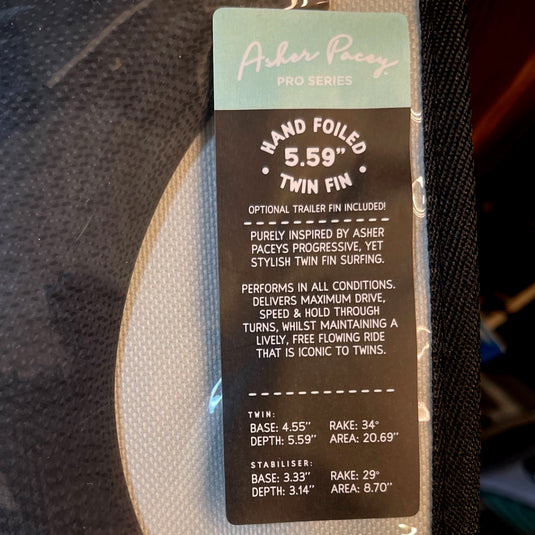 Asher Pacey
PRO SERIES
HAND FOILED
5.59"
• TWIN FIN •
OPTIONAL TRAILER FIN INCLUDED!
PURELY INSPIRED BY ASHER
PACEYS PROGRESSIVE, YET
STYLISH TWIN FIN SURFING.
PERFORMS IN ALL CONDITIONS.
DELIVERS MAXIMUM DRIVE,
SPEED & HOLD THROUGH
TURNS, WHILST MAINTAINING A
LIVELY, FREE FLOWING RIDE
THAT IS ICONIC TO TWINS.
TWIN:
BASE: 4.55" RAKE: 34°
DEPTH: 5.59" AREA: 20.69"
STABILISER:
BASE: 3.33" RAKE: 29°
DEPTH: 3.14" AREA: 8.70"